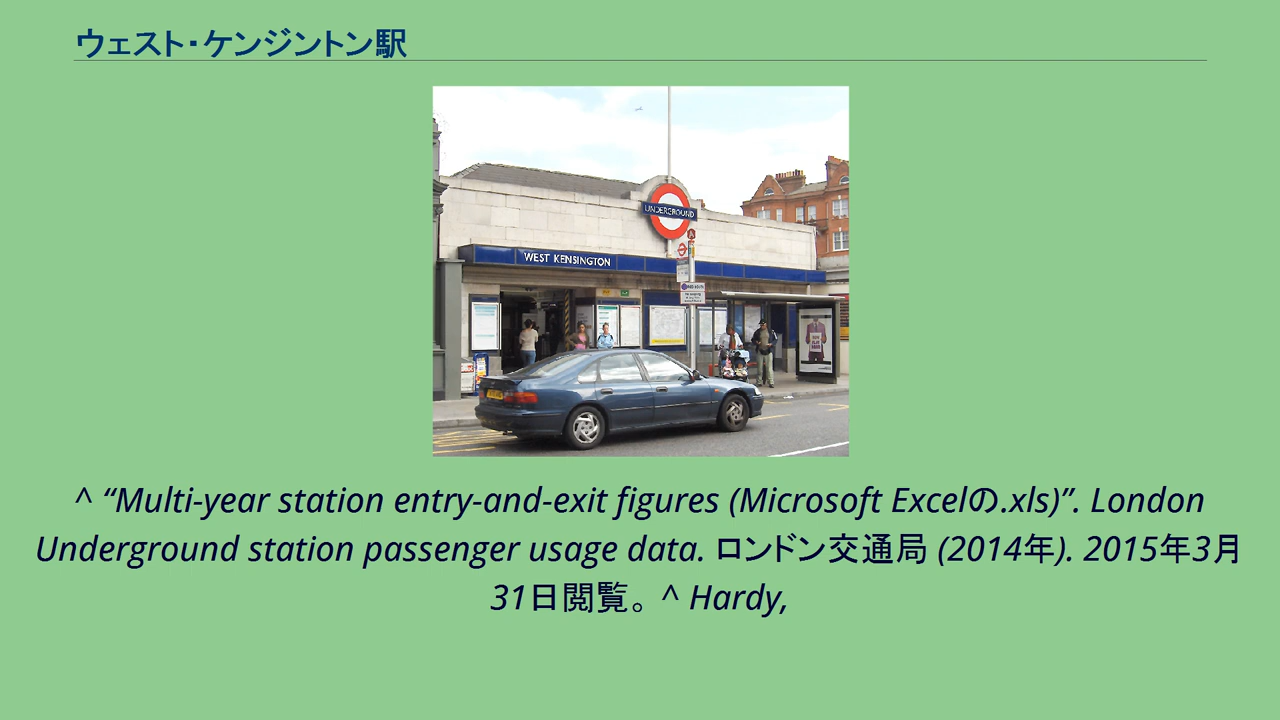 ウェスト・ケンジントン駅
UNDERGROUND
WEST KENSINGTON
^ “Multi-year station entry-and-exit figures (Microsoft Excelの.xls)”. London
Underground station passenger usage data. ロンドン交通局 (2014年). 2015年3月
31日閲覧。 ^ Hardy,